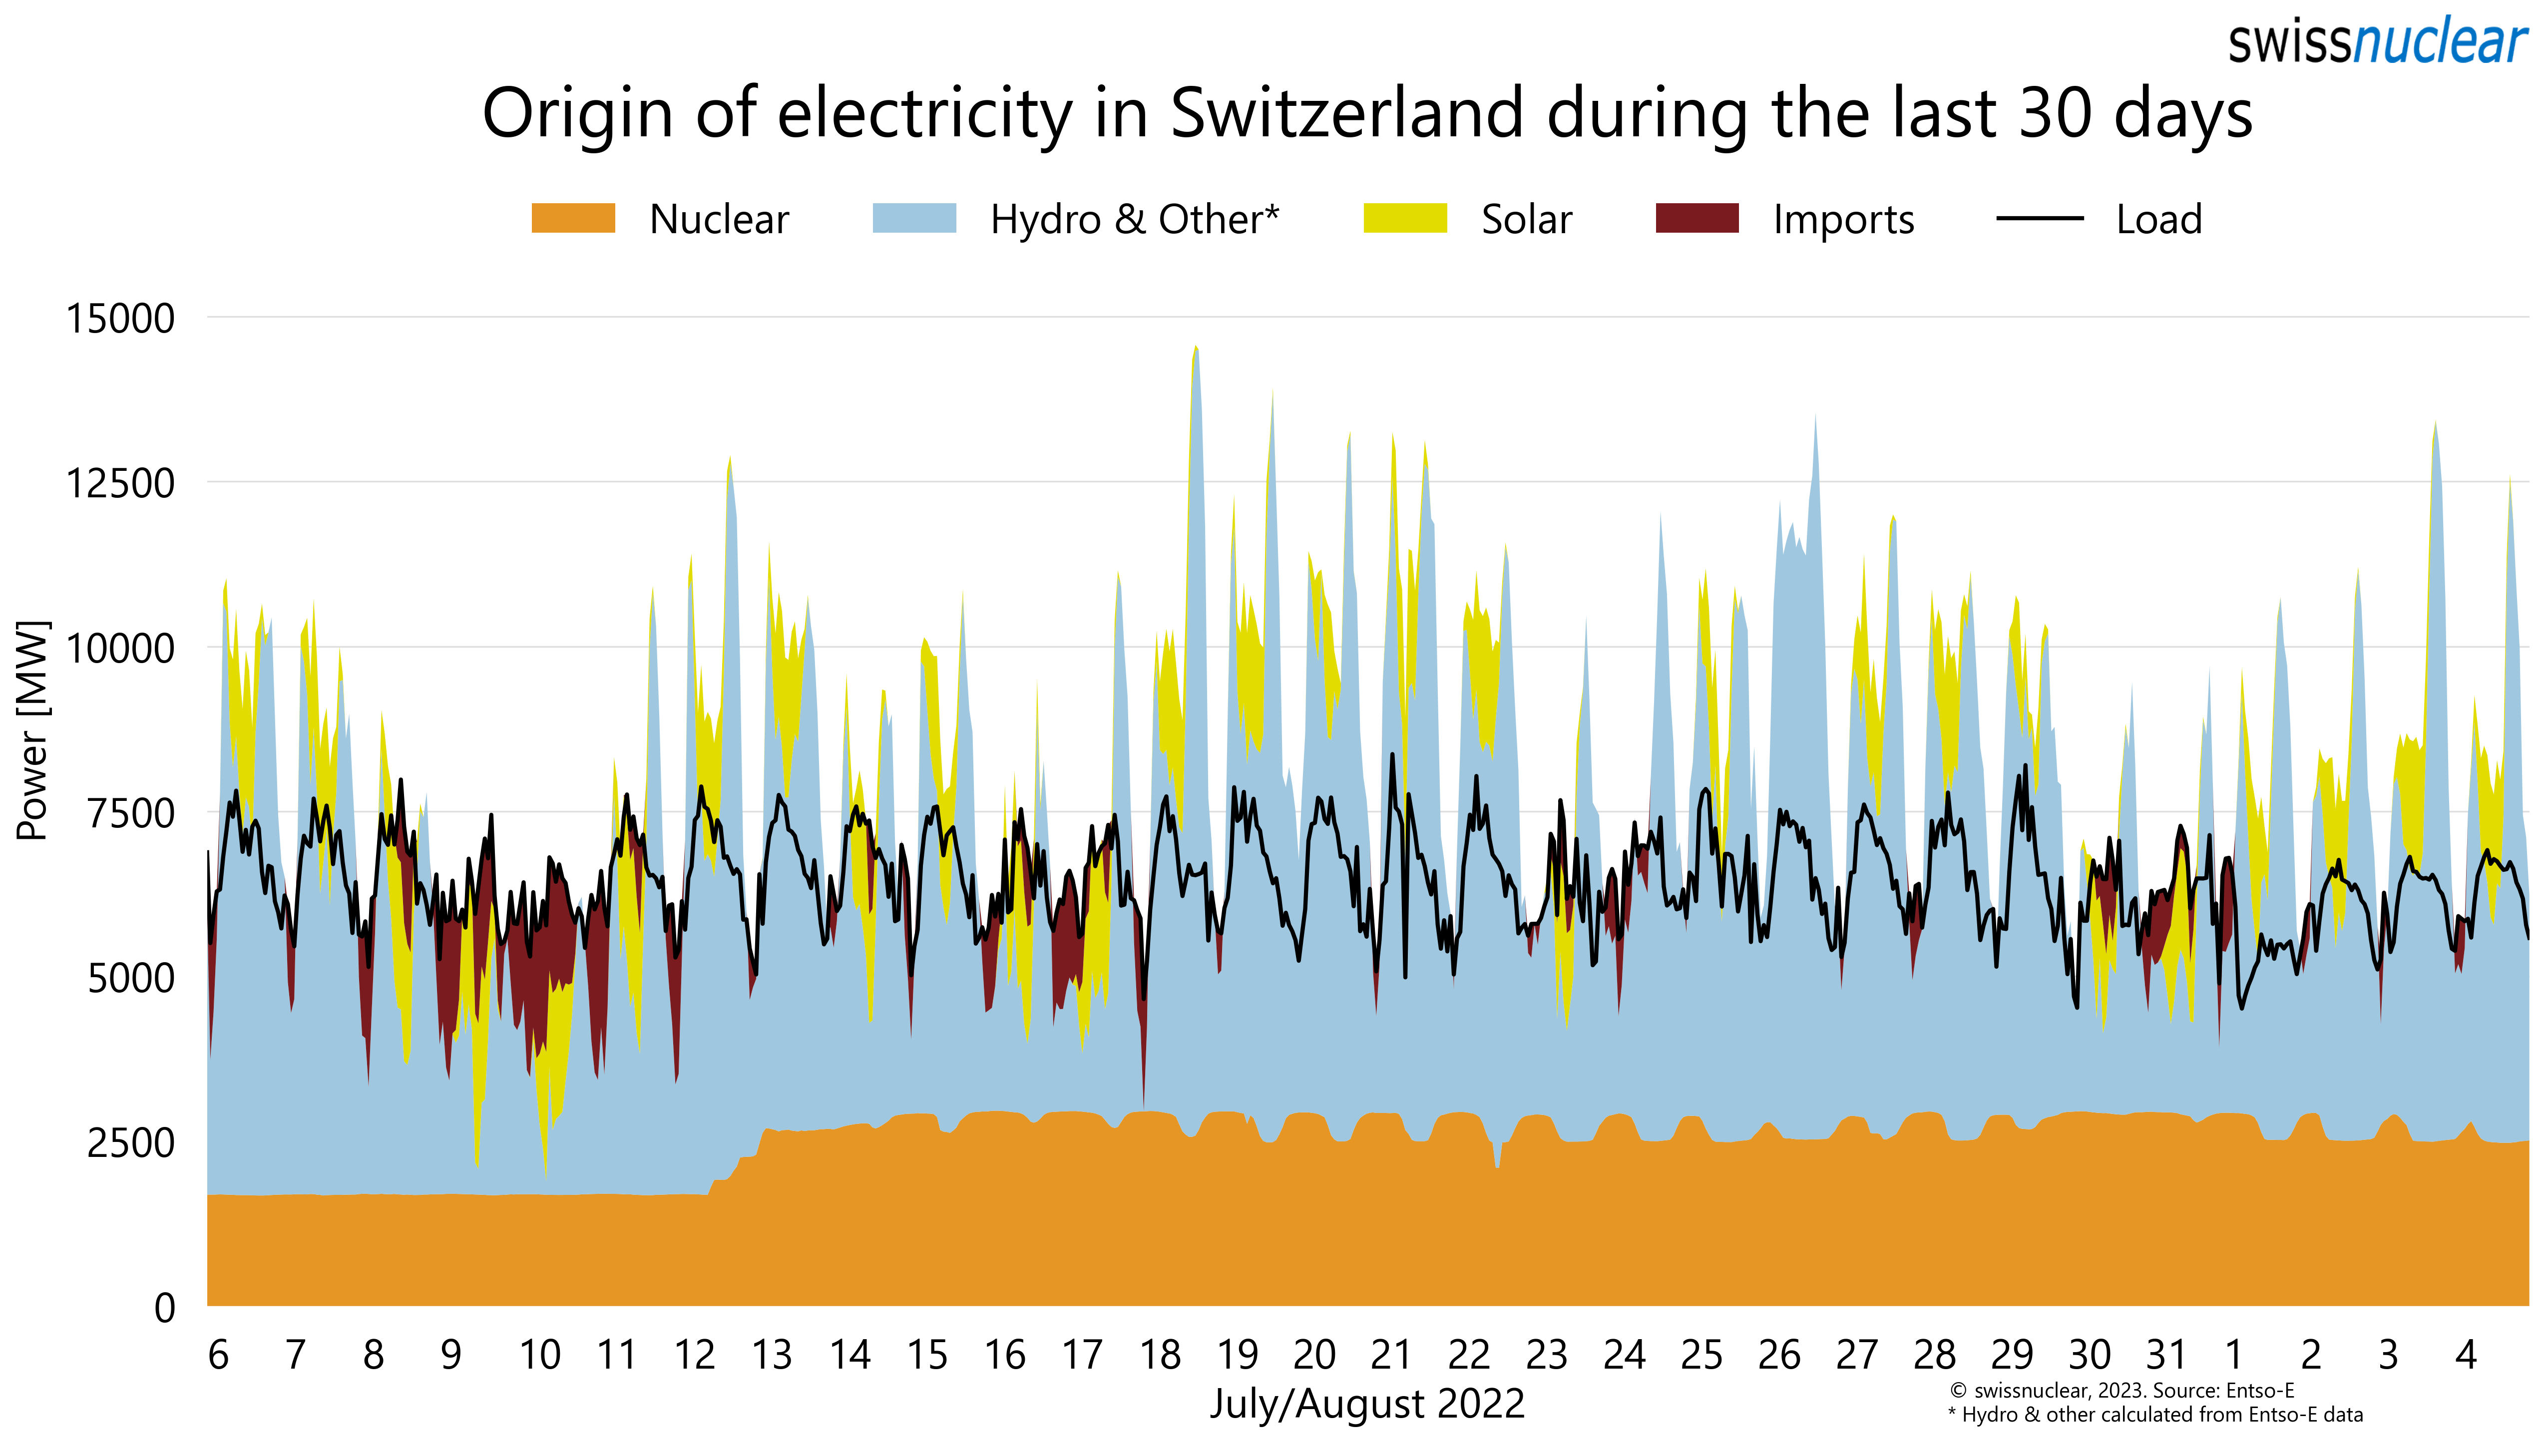 swissnuclear
Origin of electricity in Switzerland during the last 30 days
Nuclear Hydro & Other* Solar Imports Load
15000
12500
10000
7500
5000
2500
0
Power [MW]
6 7 8 9 10 11 12 13 14 15 16 17 18 19 20 21 22 23 24 25 26 27 28 29 30 31 1 2 3 4
July/August 2022
© swissnuclear, 2023. Source: Entso-E
* Hydro & other calculated from Entso-E data